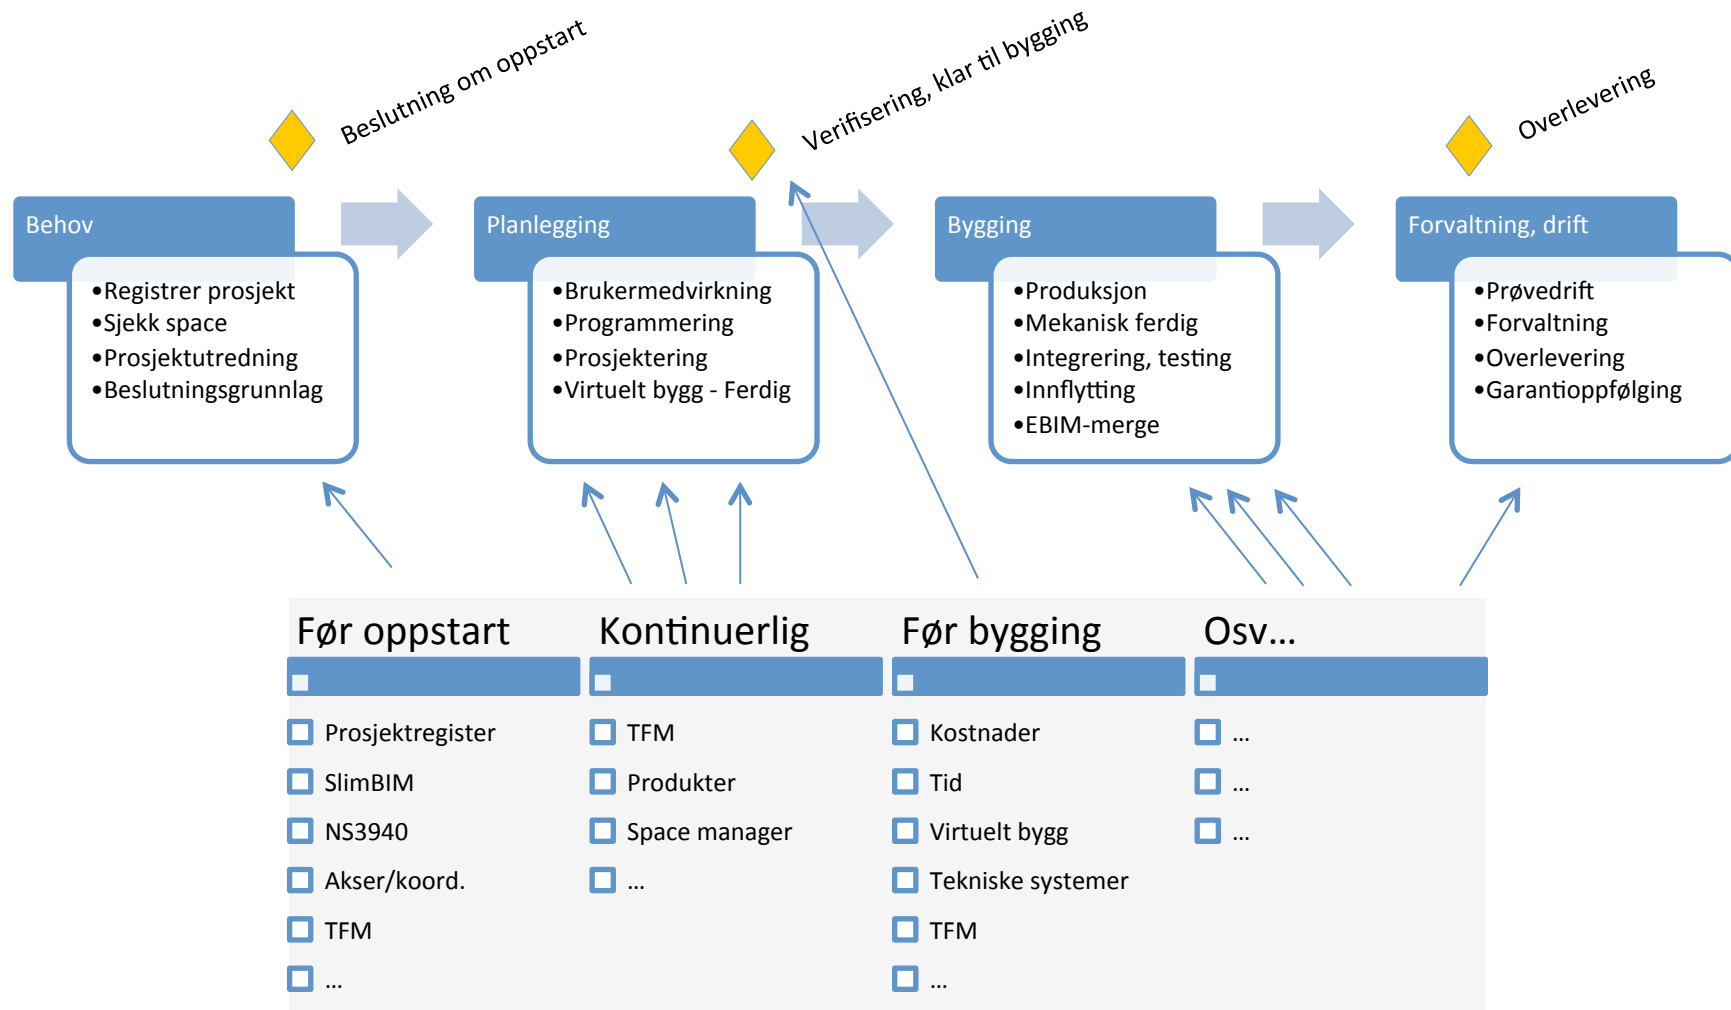 Beslutning om oppstart
Verifisering, klar til bygging
Overlevering
Behov
•Registrer prosjekt
•Sjekk space
•Prosjektutredning
•Beslutningsgrunnlag
Planlegging
•Brukermedvirkning
•Programmering
•Prosjektering
•Virtuelt bygg - Ferdig
Bygging
•Produksjon
•Mekanisk ferdig
•Integrering, testing
•Innflytting
•EBIM-merge
Forvaltning, drift
•Prøvedrift
•Forvaltning
•Overlevering
•Garantioppfølging
Før oppstart
Prosjektregister
SlimBIM
NS3940
Akser/koord.
TFM
...
Kontinuerlig
TFM
Produkter
Space manager
...
Før bygging
Kostnader
Tid
Virtuelt bygg
Tekniske systemer
TFM
...
Osv...
...
...
...